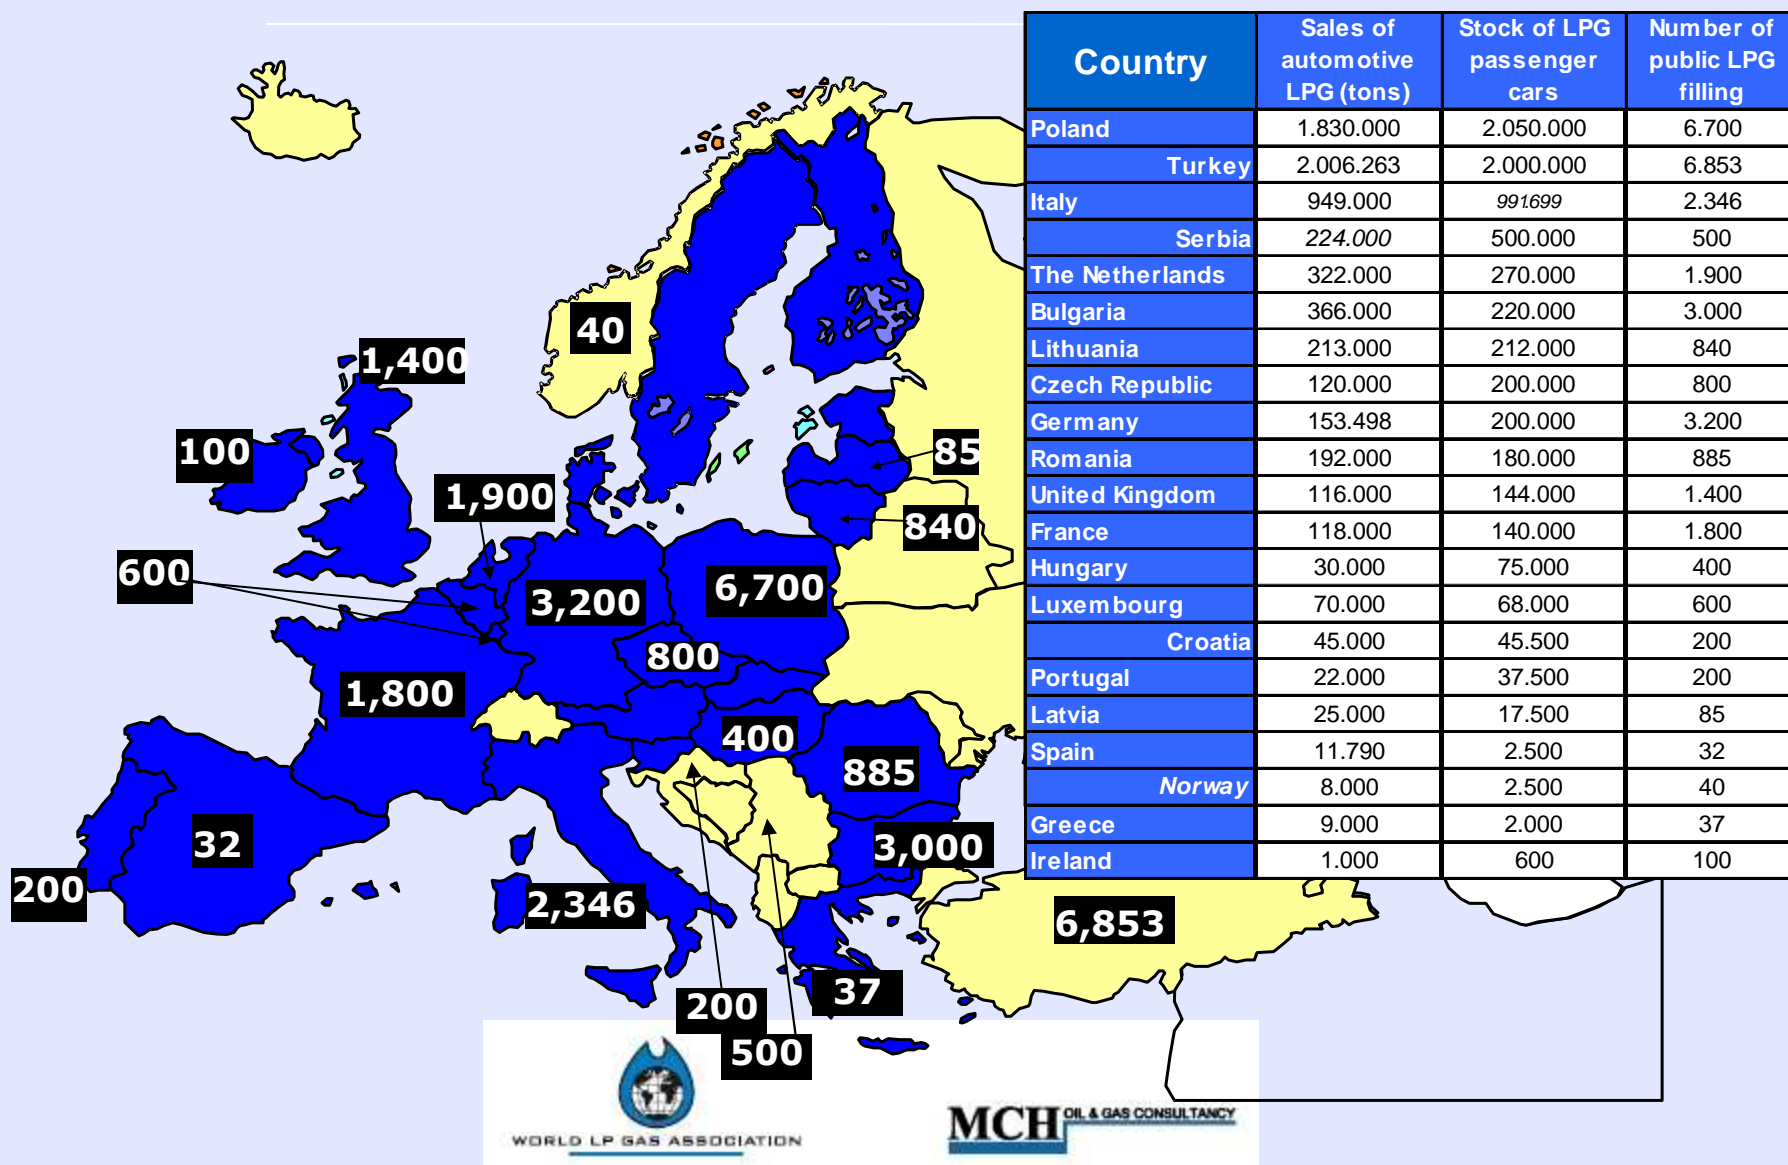 Country
Sales of automotive LPG (tons)
Stock of LPG passenger cars
Number of public LPG filling
Poland 1.830.000 2.050.000 6.700
Turkey 2.006.263 2.000.000 6.853
Italy 949.000 991699 2.346
Serbia 224.000 500.000 500
The Netherlands 322.000 270.000 1.900
Bulgaria 366.000 220.000 3.000
Lithuania 213.000 212.000 840
Czech Republic 120.000 200.000 800
Germany 153.498 200.000 3.200
Romania 192.000 180.000 885
United Kingdom 116.000 144.000 1.400
France 118.000 140.000 1.800
Hungary 30.000 75.000 400
Luxembourg 70.000 68.000 600
Croatia 45.000 45.500 200
Portugal 22.000 37.500 200
Latvia 25.000 17.500 85
Spain 11.790 2.500 32
Norway 8.000 2.500 40
Greece 9.000 2.000 37
Ireland 1.000 600 100
40
1,400
100
85
1,900
840
600
3,200
6,700
800
1,800
400
885
32
3,000
200
2,346
6,853
37
200
500
WORLD LP GAS ASSOCIATION
MCH OIL & GAS CONSULTANCY